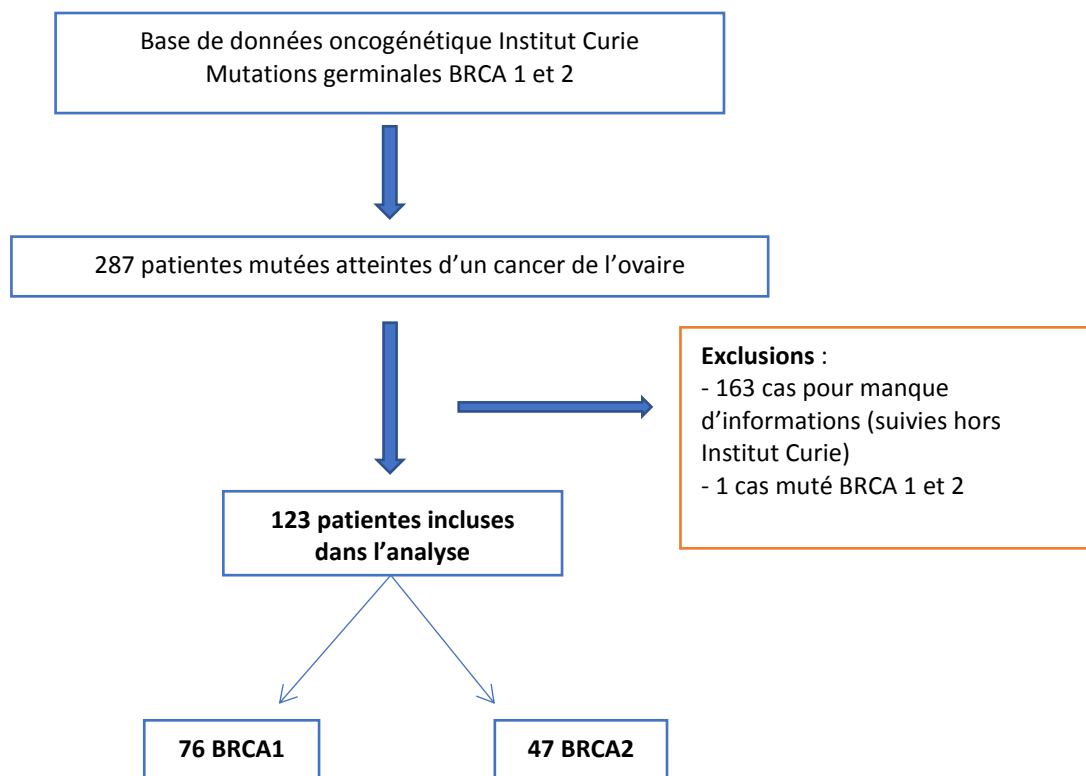 Base de données oncogénétique Institut Curie
Mutations germinales BRCA 1 et 2
287 patientes mutées atteintes d’un cancer de l’ovaire
Exclusions :
- 163 cas pour manque
d’informations (suivies hors
Institut Curie)
- 1 cas muté BRCA 1 et 2
123 patientes incluses
dans l’analyse
76 BRCA1
47 BRCA2